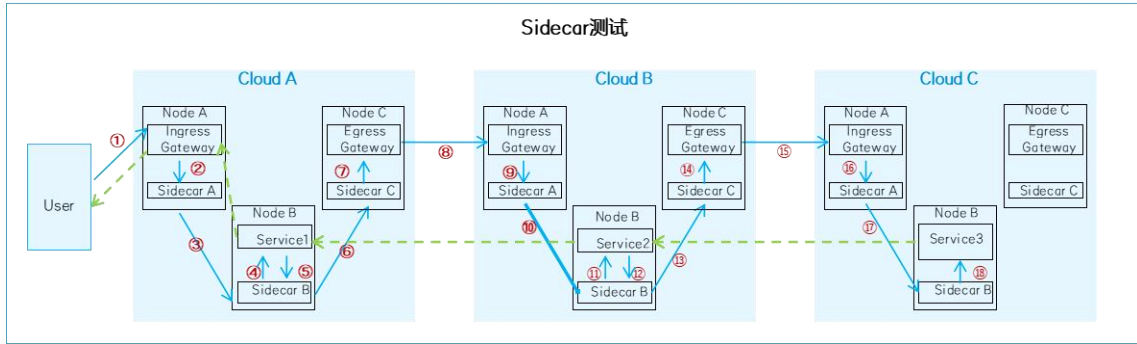 Sidecar测试
Cloud A
Cloud B
Cloud C
User
①
Node A
Ingress
Gateway
②
Sidecar A
③
Node B
Service1
④
⑤
Sidecar B
⑥
Node C
Egress
Gateway
⑦
Sidecar C
⑧
Node A
Ingress
Gateway
⑨
Sidecar A
⑩
Node B
Service2
⑪
⑫
Sidecar B
⑬
Node C
Egress
Gateway
⑭
Sidecar C
⑮
Node A
Ingress
Gateway
⑯
Sidecar A
⑰
Node B
Service3
⑱
Sidecar B
Node C
Egress
Gateway
Sidecar C